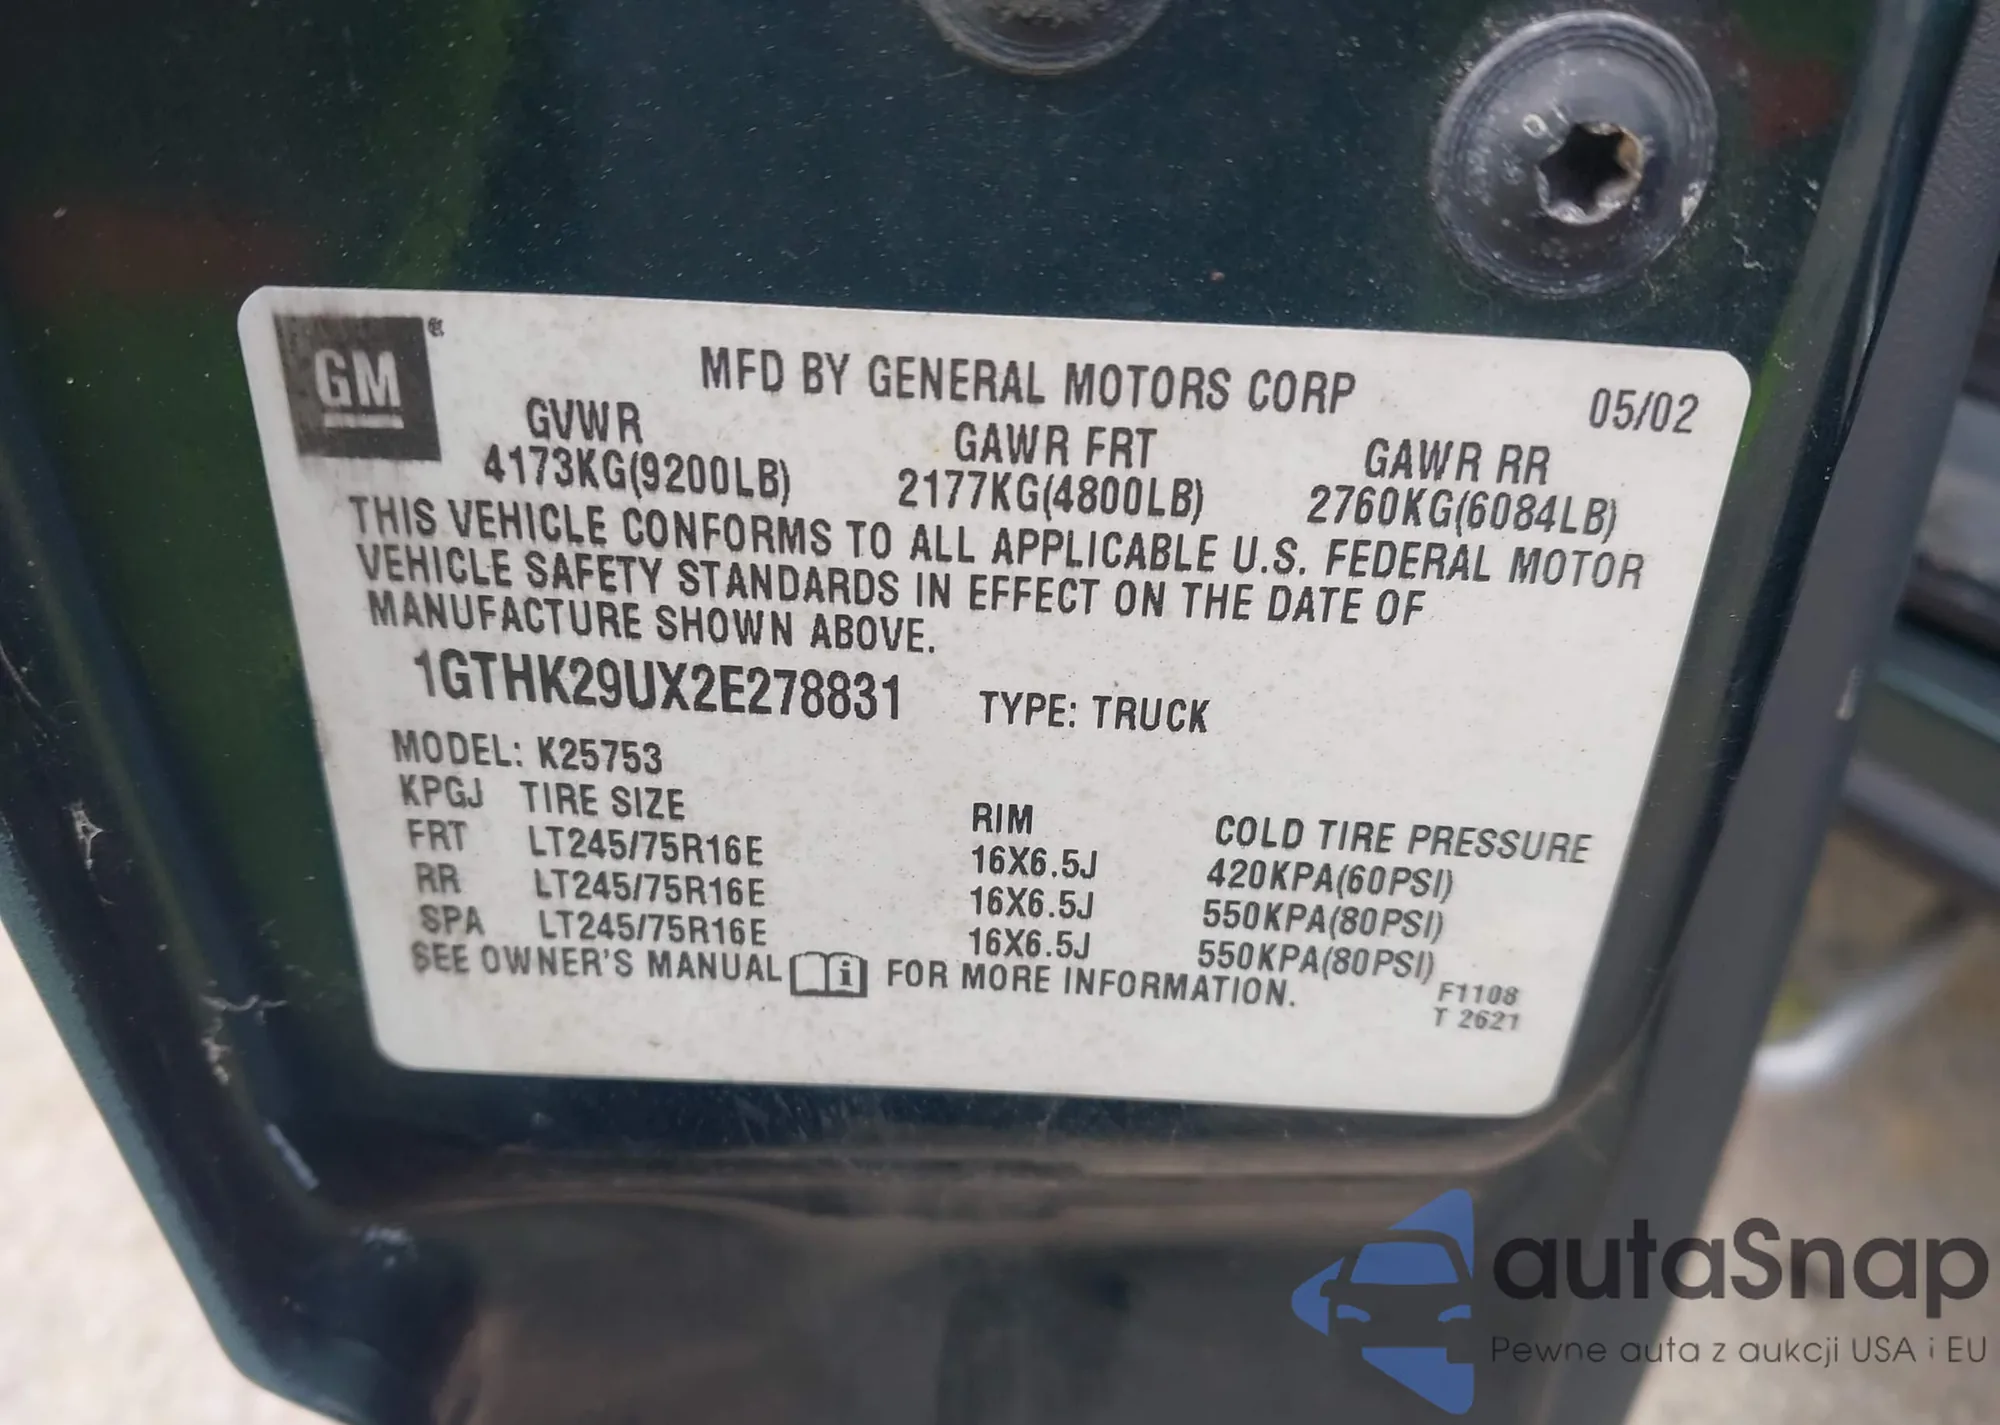 GM
MFD BY GENERAL MOTORS CORP 05/02
GVWR GAWR FRT GAWR RR
4173KG(9200LB) 2177KG(4800LB) 2760KG(6084LB)
THIS VEHICLE CONFORMS TO ALL APPLICABLE U.S. FEDERAL MOTOR
VEHICLE SAFETY STANDARDS IN EFFECT ON THE DATE OF
MANUFACTURE SHOWN ABOVE.
1GTHK29UX2E278831 TYPE: TRUCK
MODEL: K25753
KPGJ TIRE SIZE RIM COLD TIRE PRESSURE
FRT LT245/75R16E 16X6.5J 420KPA(60PSI)
RR LT245/75R16E 16X6.5J 550KPA(80PSI)
SPA LT245/75R16E 16X6.5J 550KPA(80PSI)
SEE OWNER'S MANUAL i FOR MORE INFORMATION.
F1108
T 2621
autaSnap
Pewne auta z aukcji USA i EU